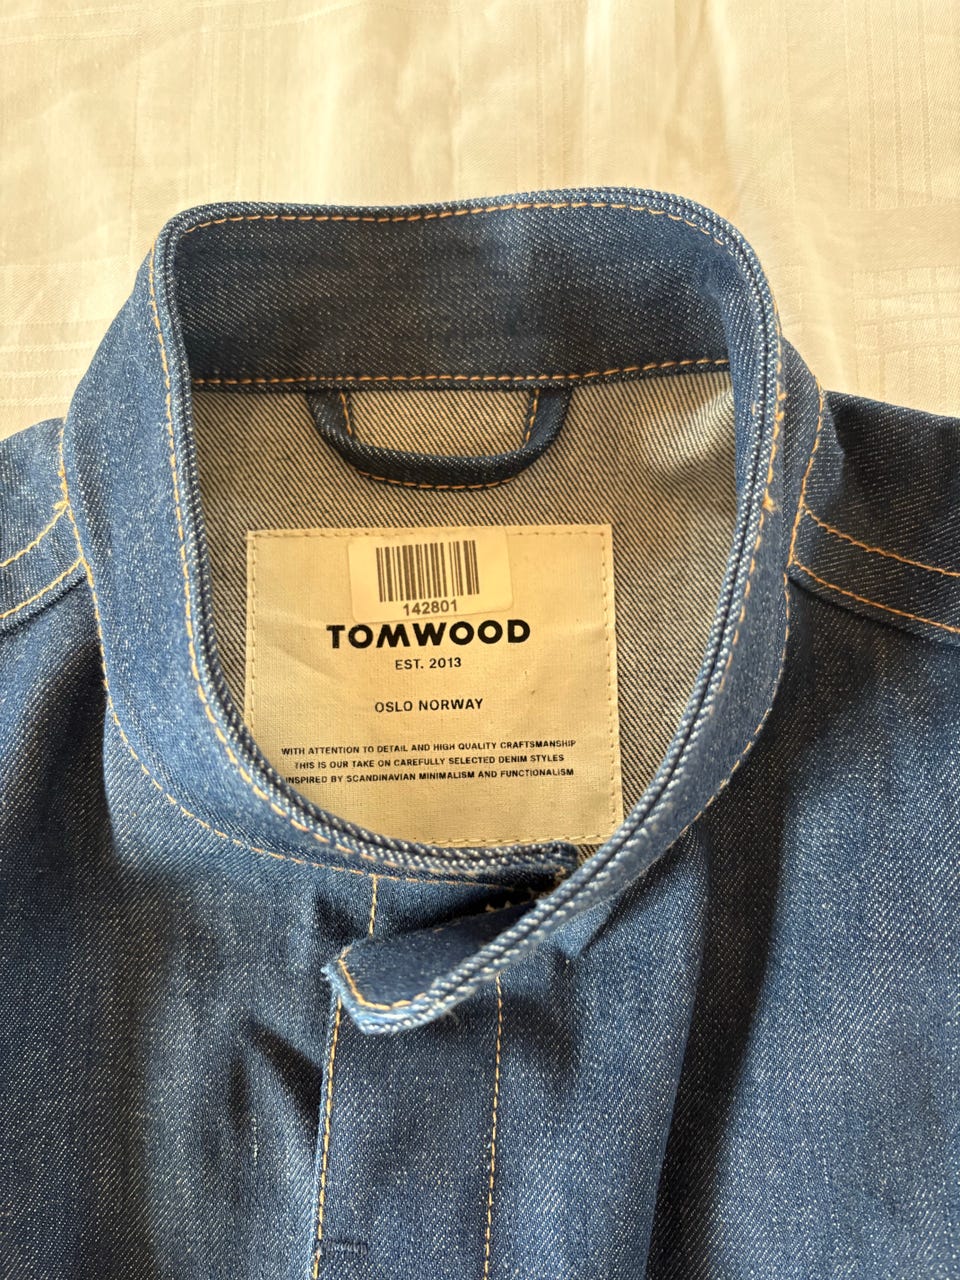 142801
TOMWOOD
EST. 2013
OSLO NORWAY
WITH ATTENTION TO DETAIL AND HIGH QUALITY CRAFTSMANSHIP
THIS IS OUR TAKE ON CAREFULLY SELECTED DENIM STYLES
INSPIRED BY SCANDINAVIAN MINIMALISM AND FUNCTIONALISM